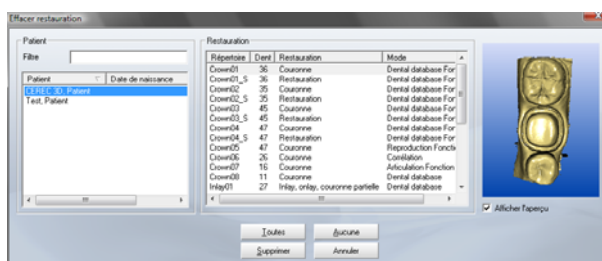 Effacer restauration
Patient
Filtre
Patient Date de naissance
CEREC 3D, Patient
Test, Patient
Restauration
Répertoire Dent Restauration Mode
Crown01 36 Couronne Dental database For
Crown01_S 36 Restauration Dental database For
Crown02 35 Couronne Dental database For
Crown02_S 35 Restauration Dental database For
Crown03 45 Couronne Dental database For
Crown03_S 45 Restauration Dental database For
Crown04 47 Couronne Dental database For
Crown04_S 47 Restauration Dental database For
Crown05 47 Couronne Reproduction Foncti
Crown06 26 Couronne Corrélation
Crown07 16 Couronne Articulation Fonction
Crown08 11 Couronne Dental database
Inlay01 27 Inlay, onlay, couronne partielle Dental database
Afficher l'aperçu
Toutes Aucune
Supprimer Annuler